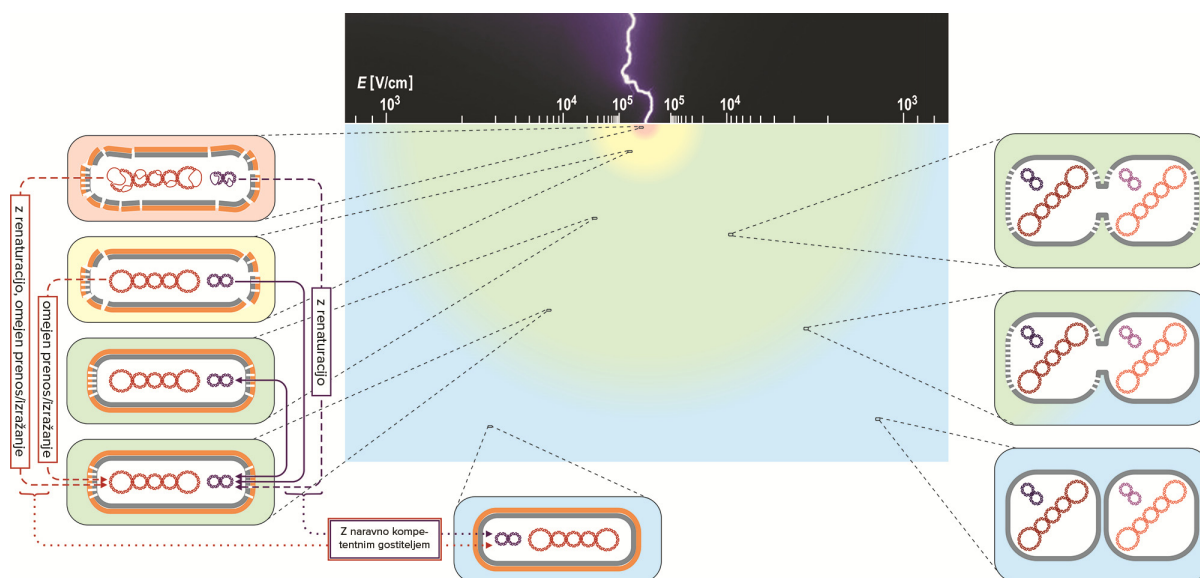 E [V/cm]
10³ 10⁴ 10⁵ 10⁵ 10⁴ 10³
z renaturacijo, omejen prenos/izražanje
omejen prenos/izražanje
z renaturacijo
Z naravno kompe-
tentnim gostiteljem